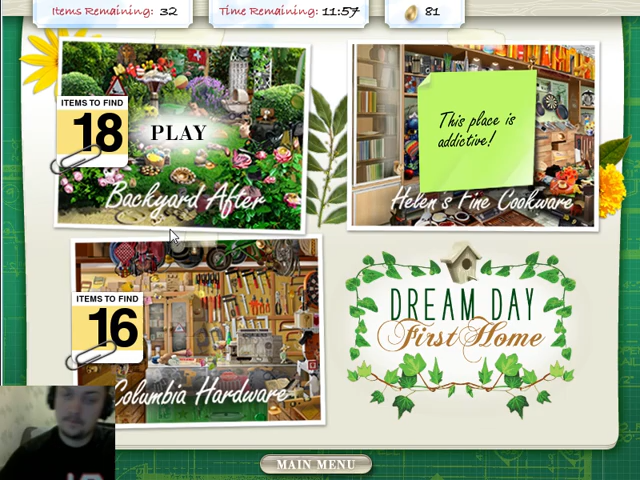 Items Remaining: 32
Time Remaining: 11:57
81
ITEMS TO FIND
18
PLAY
Backyard After
This place is
addictive!
Helen's Fine Cookware
ITEMS TO FIND
16
Columbia Hardware
DREAM DAY
First Home
MAIN MENU